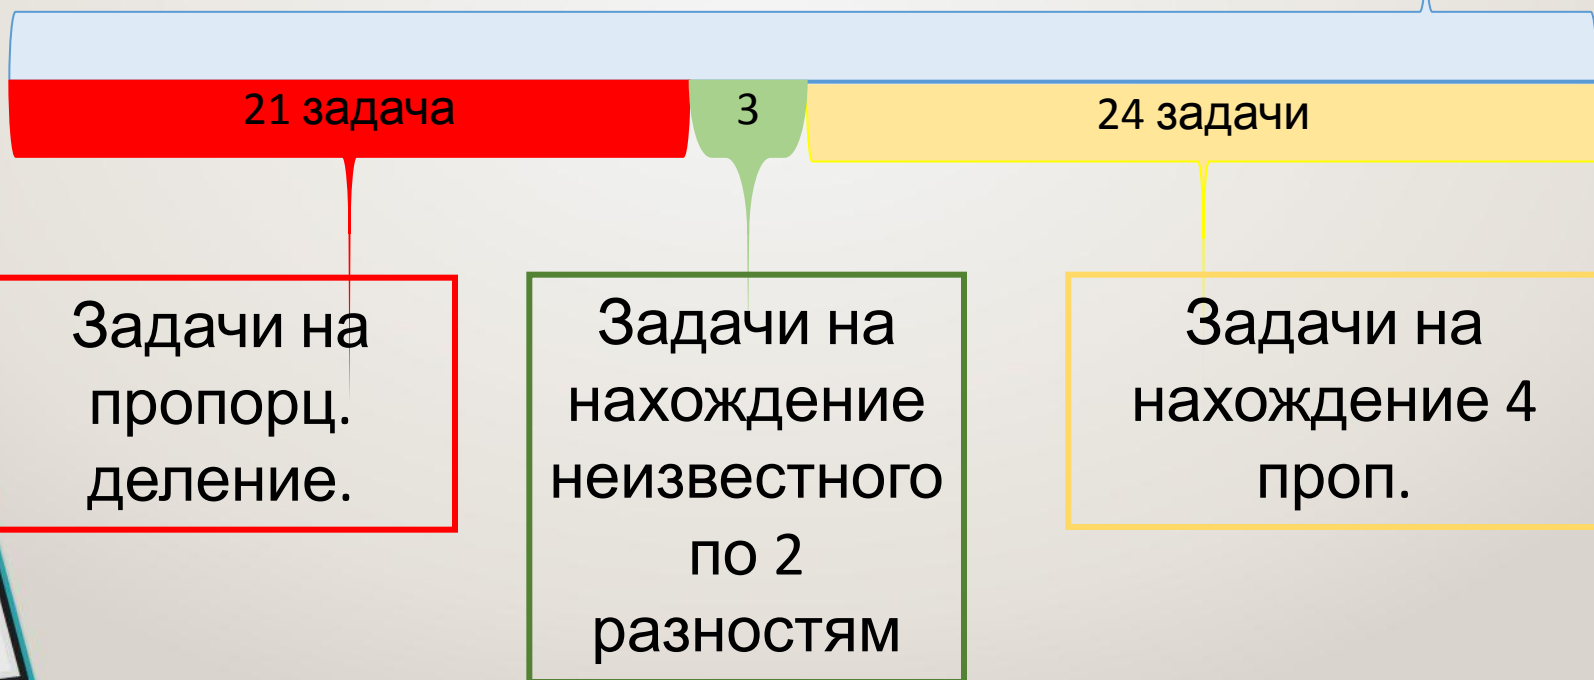 21 задача
3
24 задачи
Задачи на
пропорц.
деление.
Задачи на
нахождение
неизвестного
по 2
разностям
Задачи на
нахождение 4
проп.